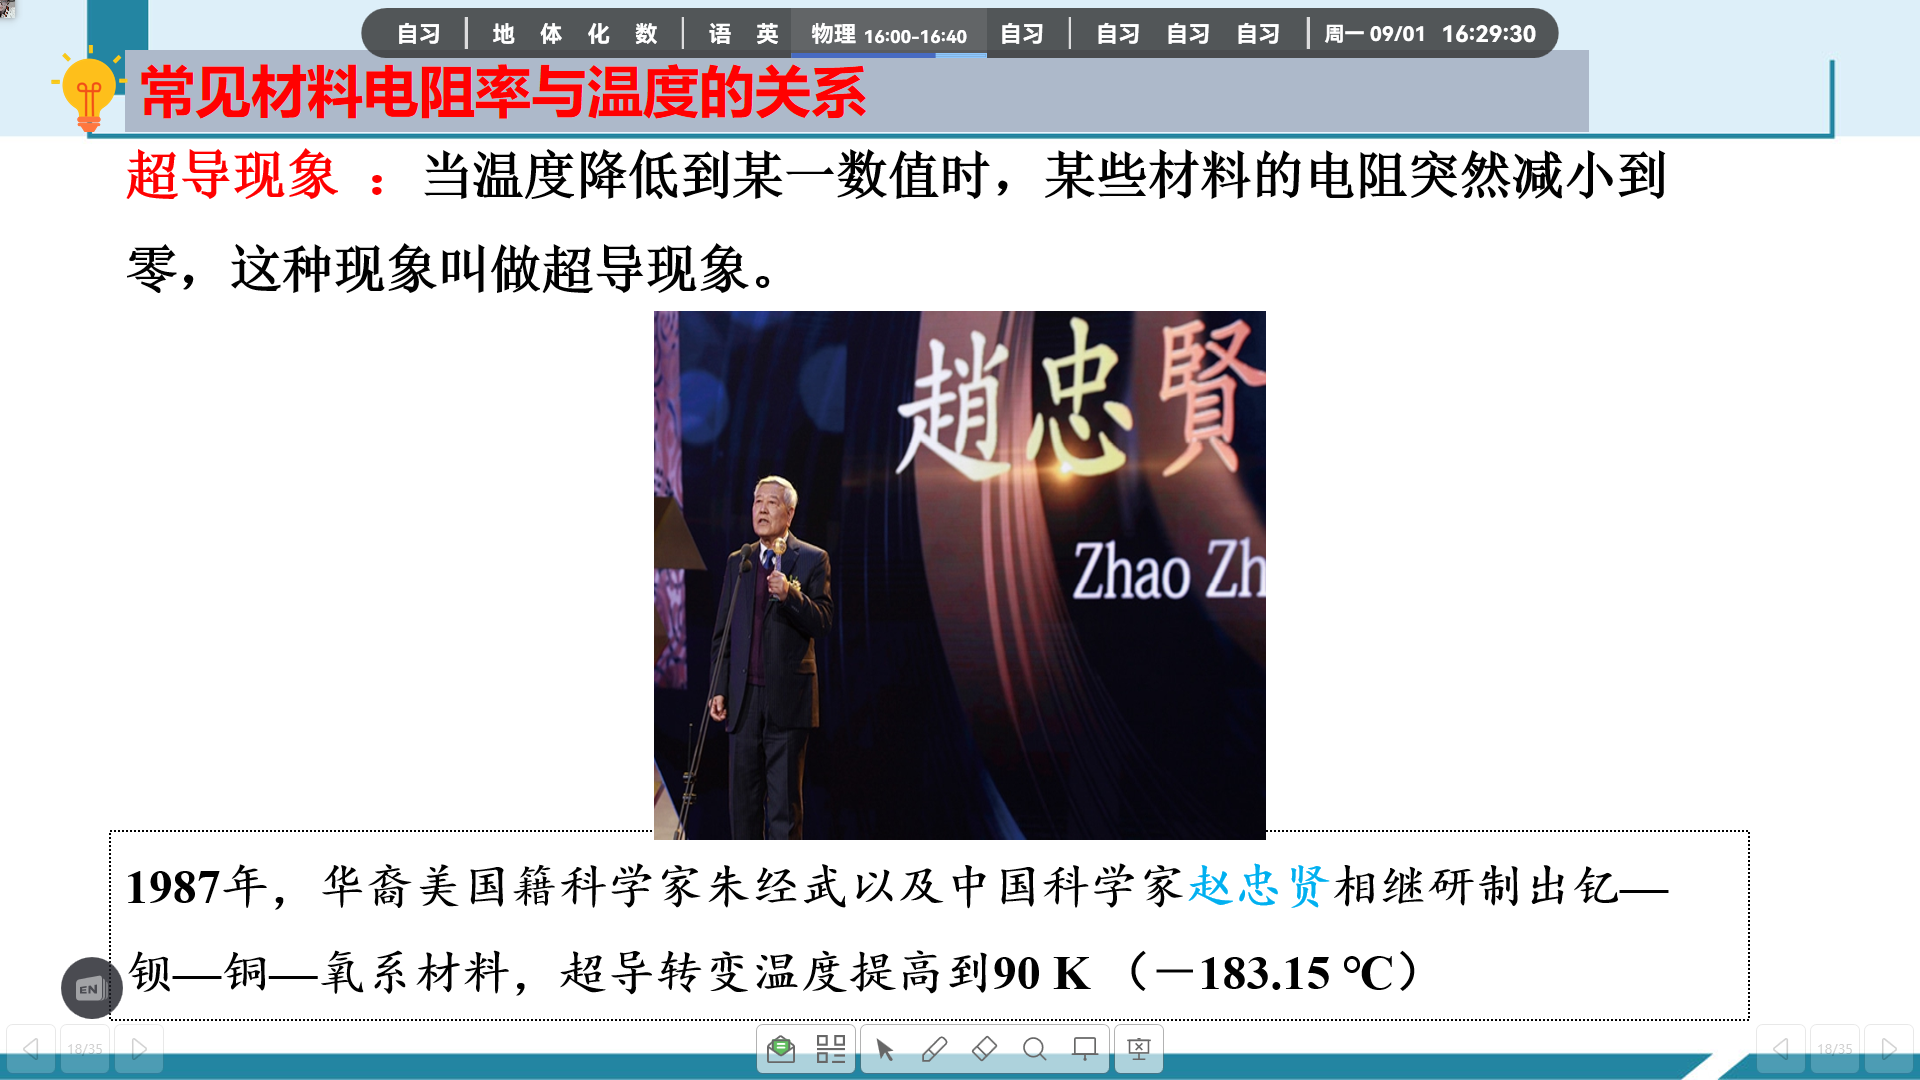 自习 | 地 体 化 数 | 语 英 物理 16:00-16:40 自习 | 自习 自习 自习 | 周一 09/01 16:29:30
常见材料电阻率与温度的关系
超导现象 ：当温度降低到某一数值时，某些材料的电阻突然减小到
零，这种现象叫做超导现象。
趙忠賢
Zhao Zh
1987年，华裔美国籍科学家朱经武以及中国科学家赵忠贤相继研制出钇—
钡—铜—氧系材料，超导转变温度提高到90 K （－183.15 ℃）
EN
18/35
18/35